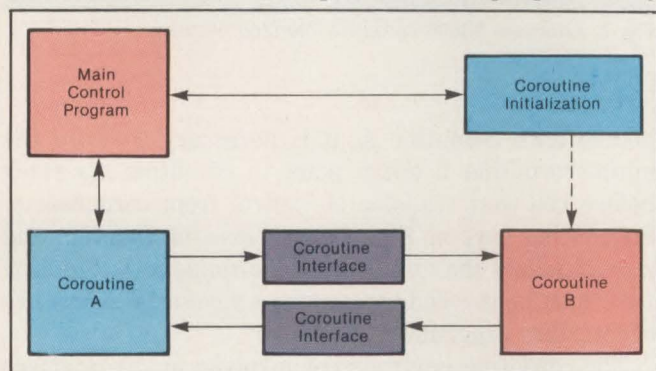 Main
Control
Program
Coroutine
Initialization
Coroutine
A
Coroutine
Interface
Coroutine
Interface
Coroutine
B